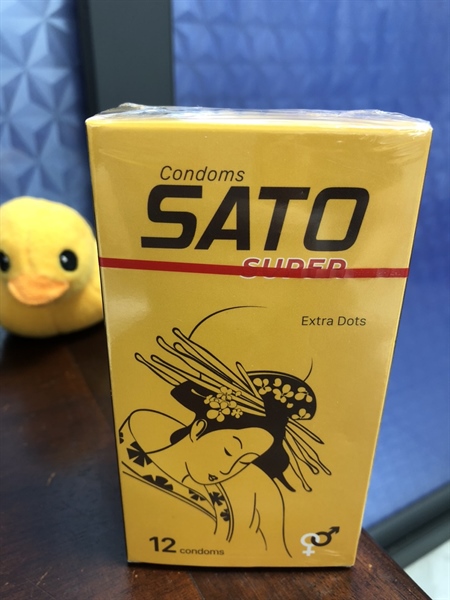 Condoms
SATO
SUPER
Extra Dots
12 condoms